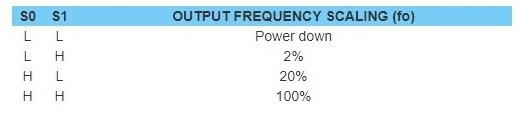 S0 S1 OUTPUT FREQUENCY SCALING (fo)
L L Power down
L H 2%
H L 20%
H H 100%